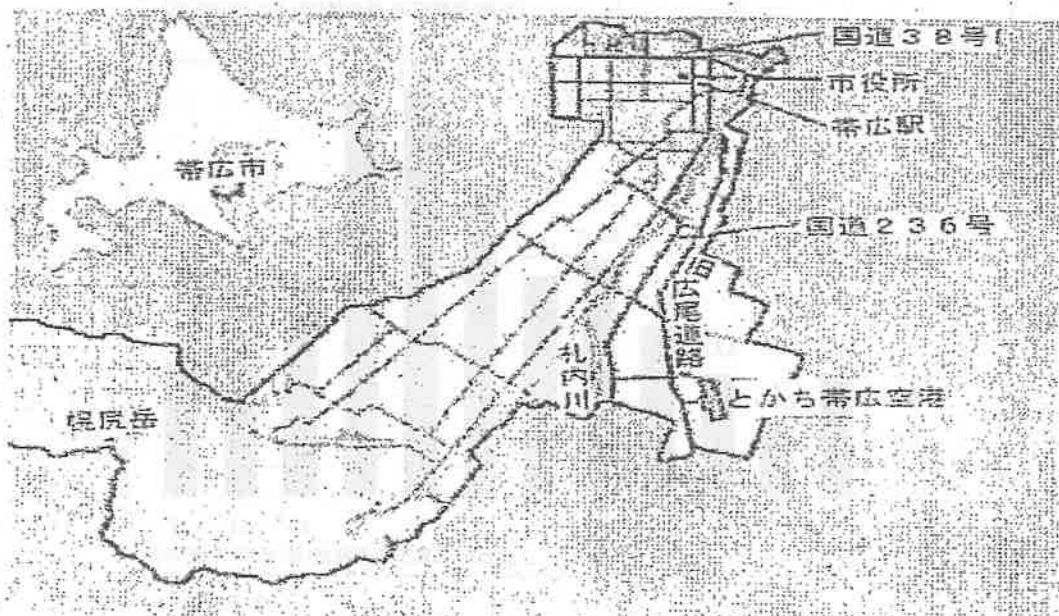 国道38号
市役所
帯広駅
帯広市
国道236号
旧広尾道路
札内川
とかち帯広空港
幌尻岳